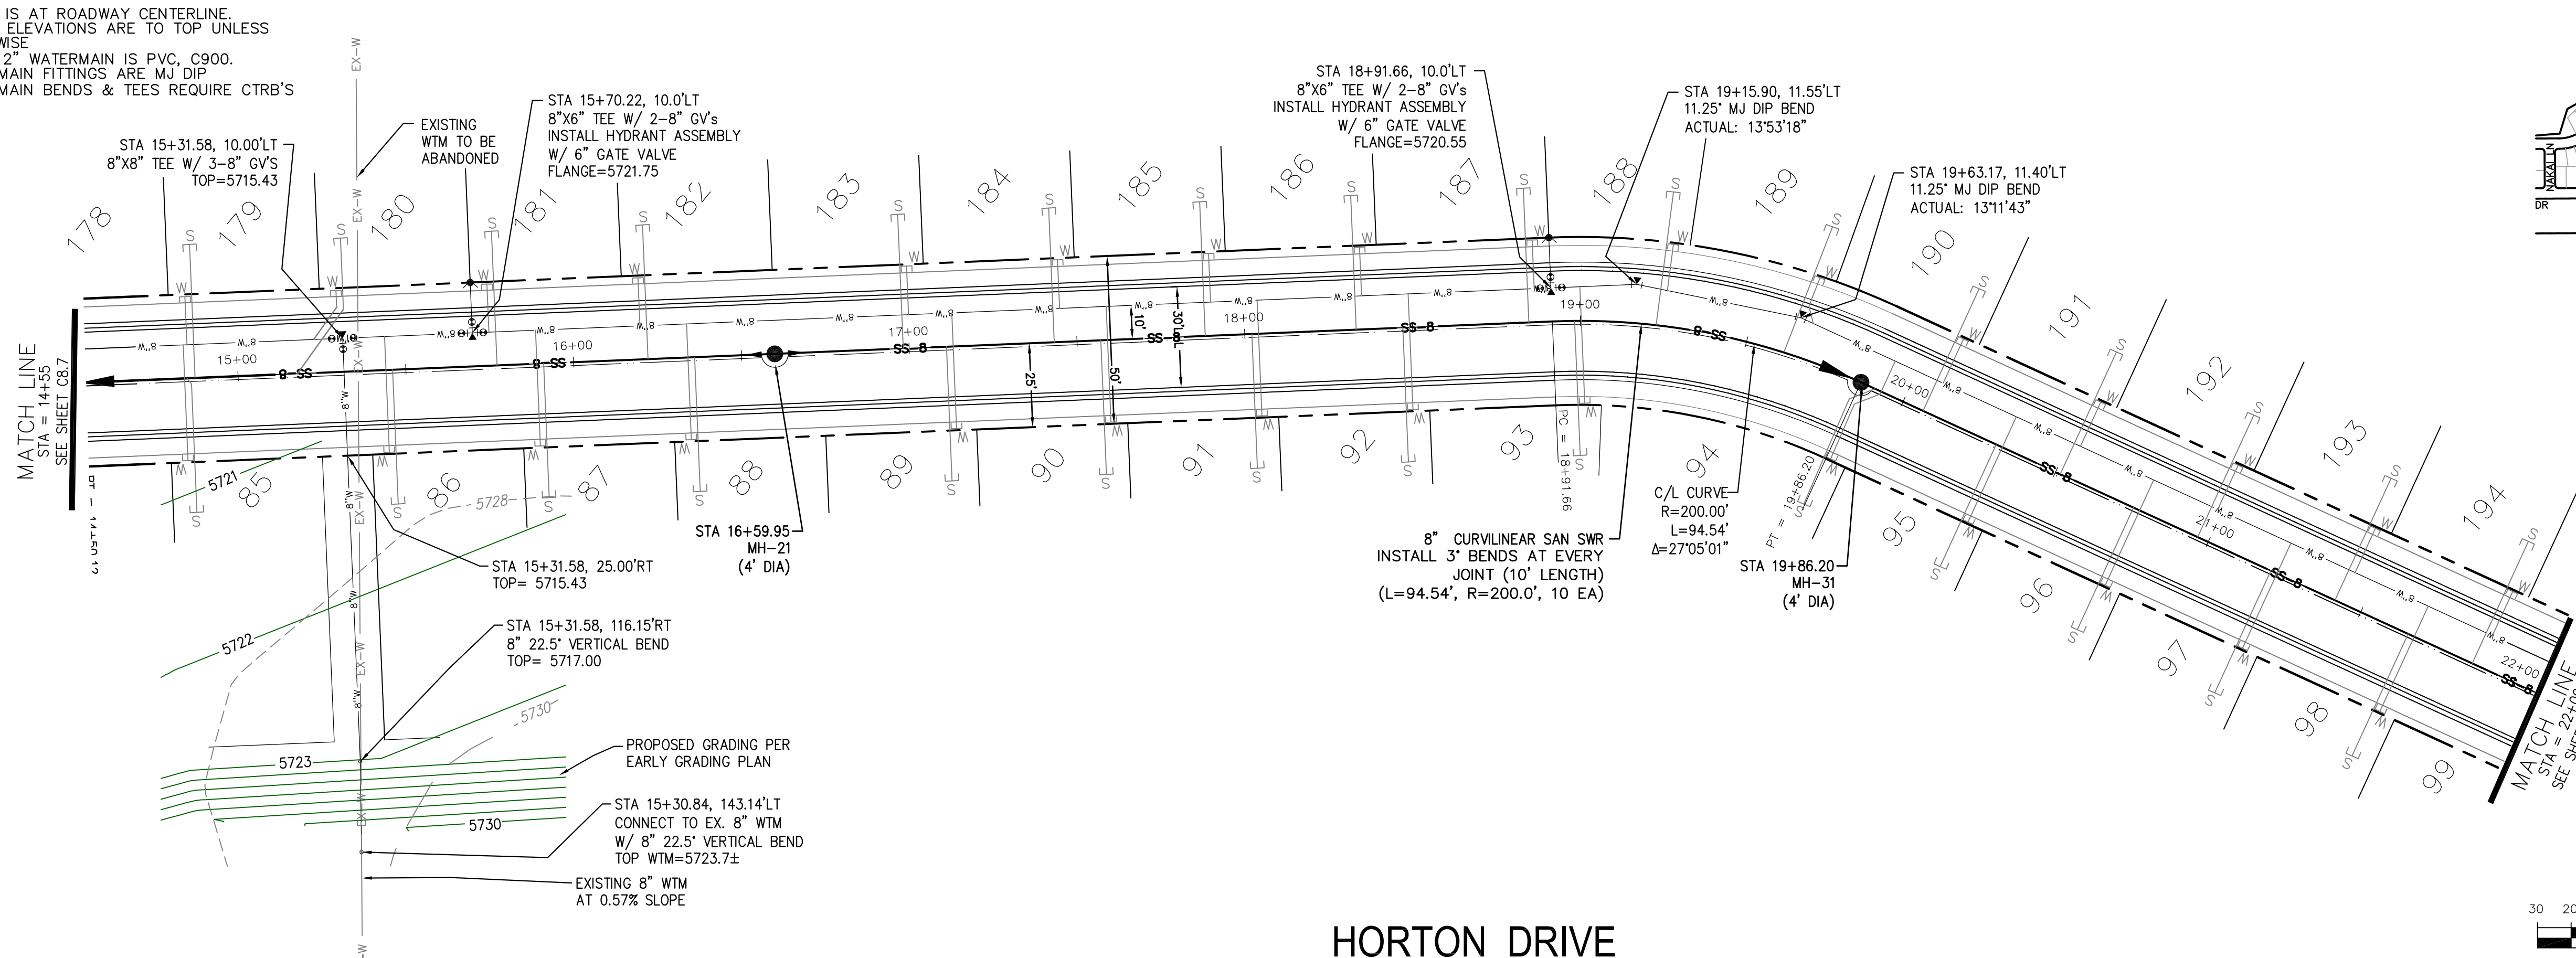 IS AT ROADWAY CENTERLINE.
ELEVATIONS ARE TO TOP UNLESS
WISE
2" WATERMAIN IS PVC, C900.
MAIN FITTINGS ARE MJ DIP
MAIN BENDS & TEES REQUIRE CTRB'S
STA 15+31.58, 10.00'LT
8"X8" TEE W/ 3-8" GV'S
TOP=5715.43
EXISTING
WTM TO BE
ABANDONED
STA 15+70.22, 10.0'LT
8"X6" TEE W/ 2-8" GV's
INSTALL HYDRANT ASSEMBLY
W/ 6" GATE VALVE
FLANGE=5721.75
STA 18+91.66, 10.0'LT
8"X6" TEE W/ 2-8" GV's
INSTALL HYDRANT ASSEMBLY
W/ 6" GATE VALVE
FLANGE=5720.55
STA 19+15.90, 11.55'LT
11.25° MJ DIP BEND
ACTUAL: 13°53'18"
STA 19+63.17, 11.40'LT
11.25° MJ DIP BEND
ACTUAL: 13°11'43"
NAKAI LN
DR
178
179
180
181
182
183
184
185
186
187
188
189
190
191
192
193
194
EX-W
15+00
16+00
17+00
18+00
19+00
20+00
21+00
22+00
8"W
SS-8
10'
30'
25'
50'
MATCH LINE
STA = 14+55
SEE SHEET C8.7
85
86
87
88
89
90
91
92
93
94
95
96
97
98
99
PC = 18+91.66
PT = 19+86.20
5721
5728
5722
5730
5723
5730
STA 16+59.95
MH-21
(4' DIA)
STA 15+31.58, 25.00'RT
TOP= 5715.43
STA 15+31.58, 116.15'RT
8" 22.5° VERTICAL BEND
TOP= 5717.00
PROPOSED GRADING PER
EARLY GRADING PLAN
STA 15+30.84, 143.14'LT
CONNECT TO EX. 8" WTM
W/ 8" 22.5° VERTICAL BEND
TOP WTM=5723.7±
EXISTING 8" WTM
AT 0.57% SLOPE
8" CURVILINEAR SAN SWR
INSTALL 3° BENDS AT EVERY
JOINT (10' LENGTH)
(L=94.54', R=200.0', 10 EA)
C/L CURVE
R=200.00'
L=94.54'
Δ=27°05'01"
STA 19+86.20
MH-31
(4' DIA)
MATCH LINE
STA = 22+0
SEE SHEE
HORTON DRIVE
30 20